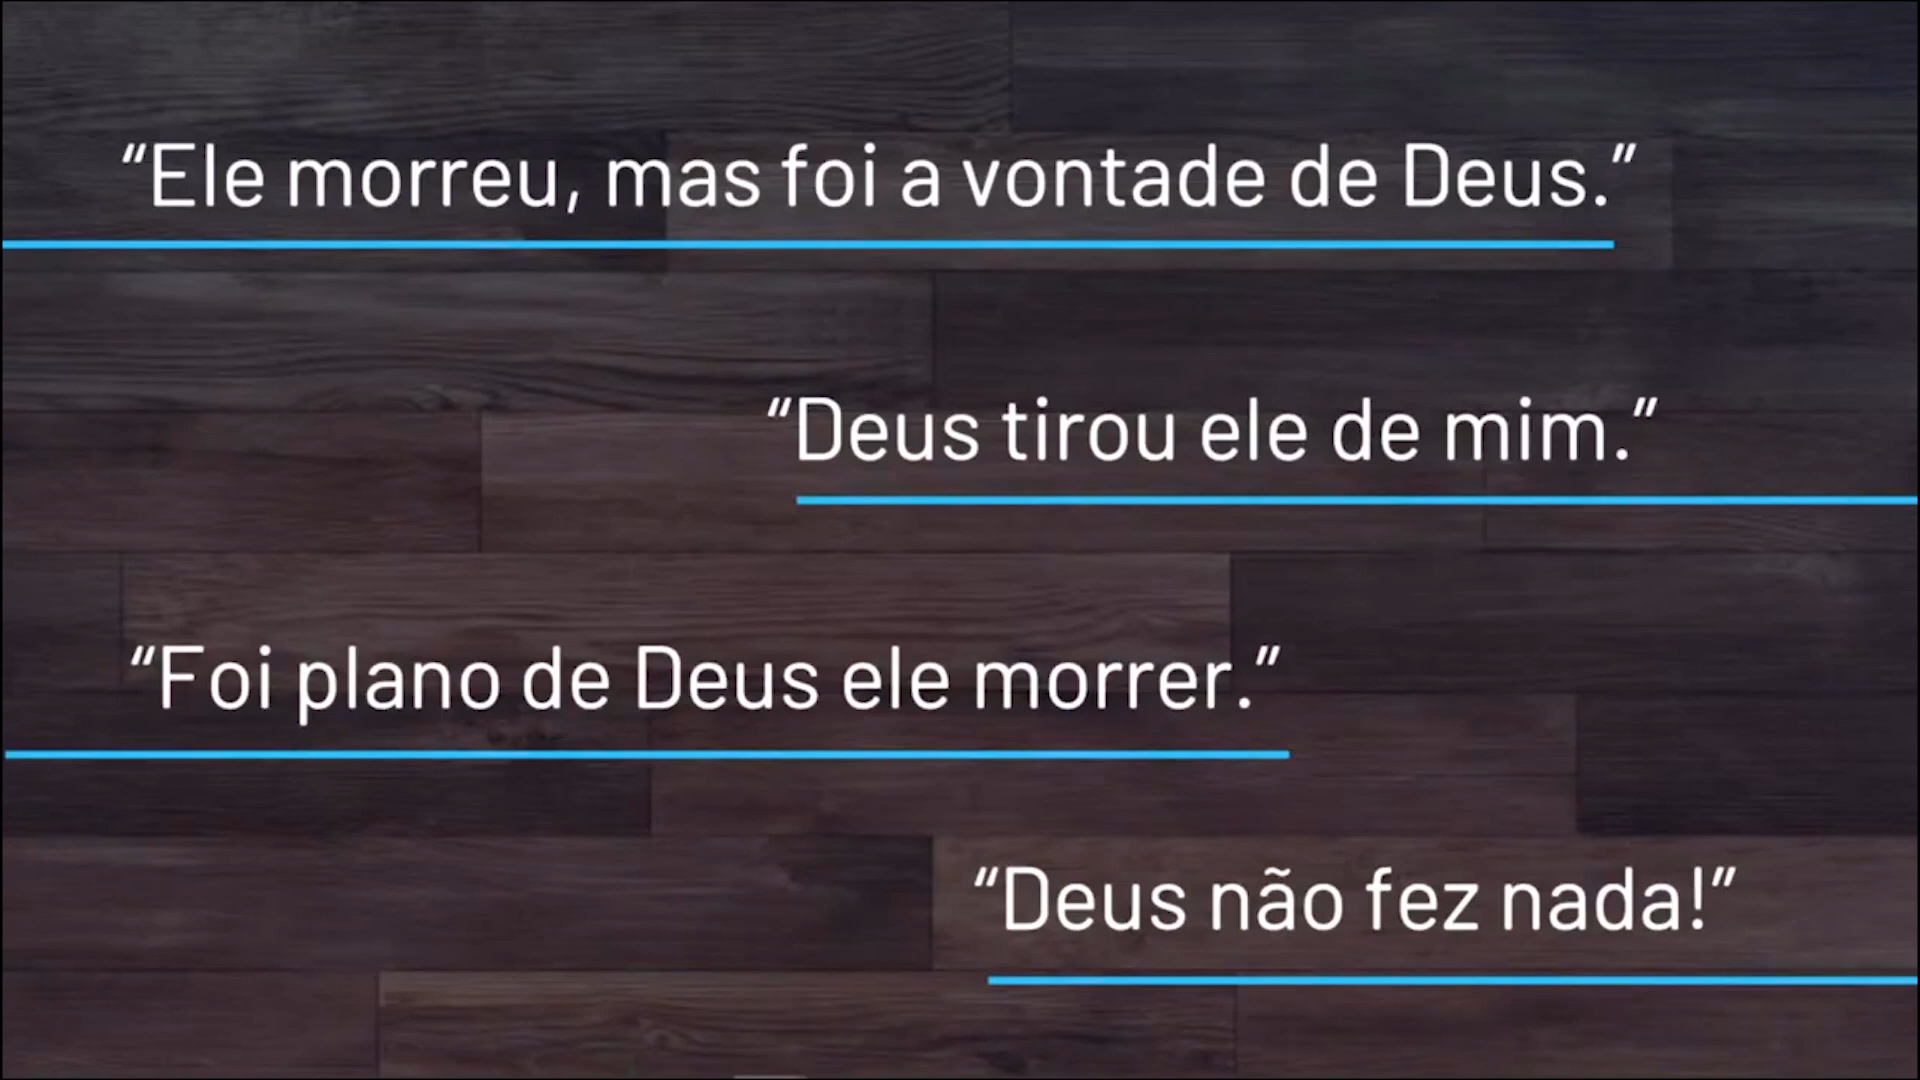 “Ele morreu, mas foi a vontade de Deus.”
“Deus tirou ele de mim.”
“Foi plano de Deus ele morrer.”
“Deus não fez nada!”